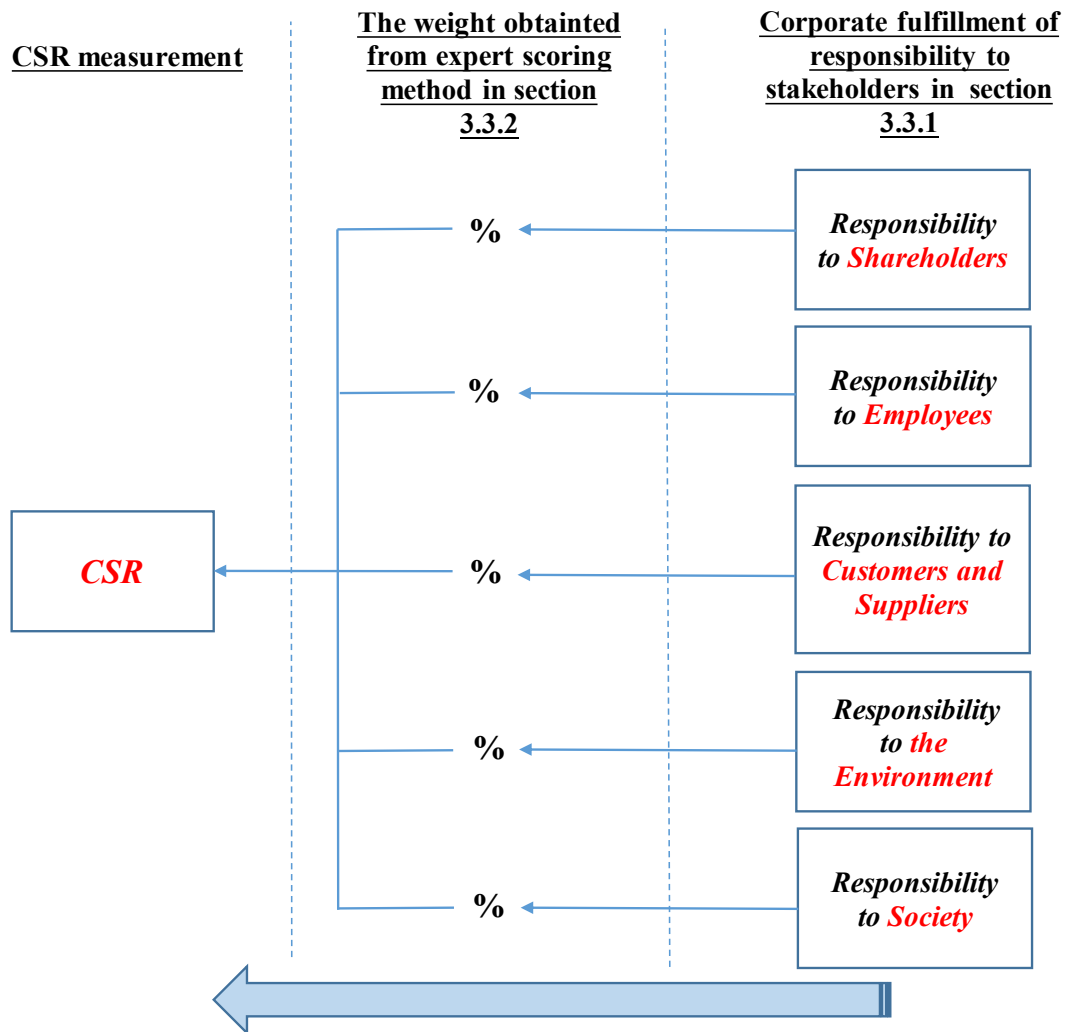 CSR measurement
The weight obtainted
from expert scoring
method in section
3.3.2
Corporate fulfillment of
responsibility to
stakeholders in section
3.3.1
%
Responsibility
to Shareholders
%
Responsibility
to Employees
CSR
%
Responsibility to
Customers and
Suppliers
%
Responsibility
to the
Environment
%
Responsibility
to Society